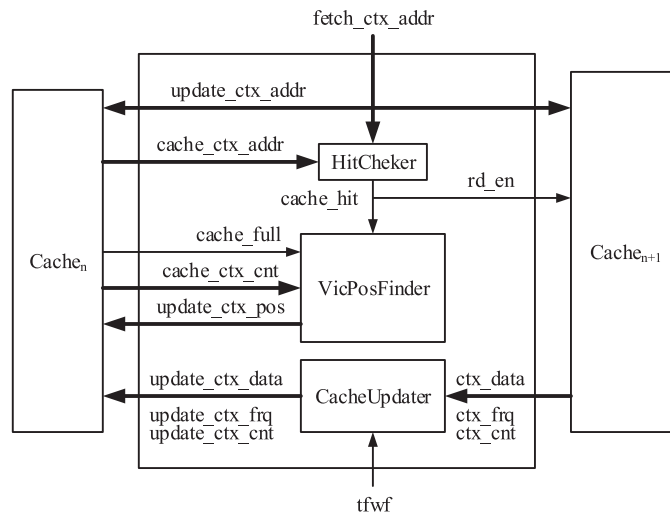 fetch_ctx_addr
update_ctx_addr
cache_ctx_addr
HitCheker
cache_hit
rd_en
cache_full
Cacheₙ
cache_ctx_cnt
VicPosFinder
Cacheₙ₊₁
update_ctx_pos
update_ctx_data
CacheUpdater
ctx_data
update_ctx_frq
ctx_frq
update_ctx_cnt
ctx_cnt
tfwf